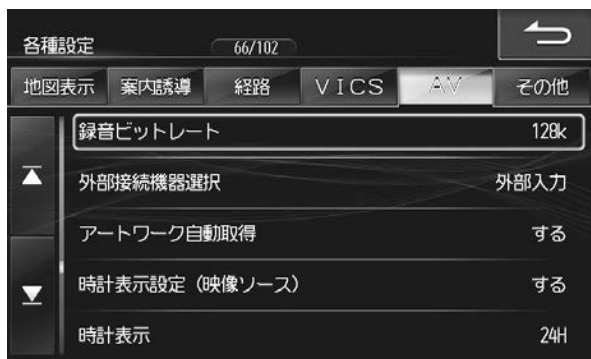 各種設定 66/102
地図表示 案内誘導 経路 VICS AV その他
録音ビットレート 128k
外部接続機器選択 外部入力
アートワーク自動取得 する
時計表示設定（映像ソース） する
時計表示 24H